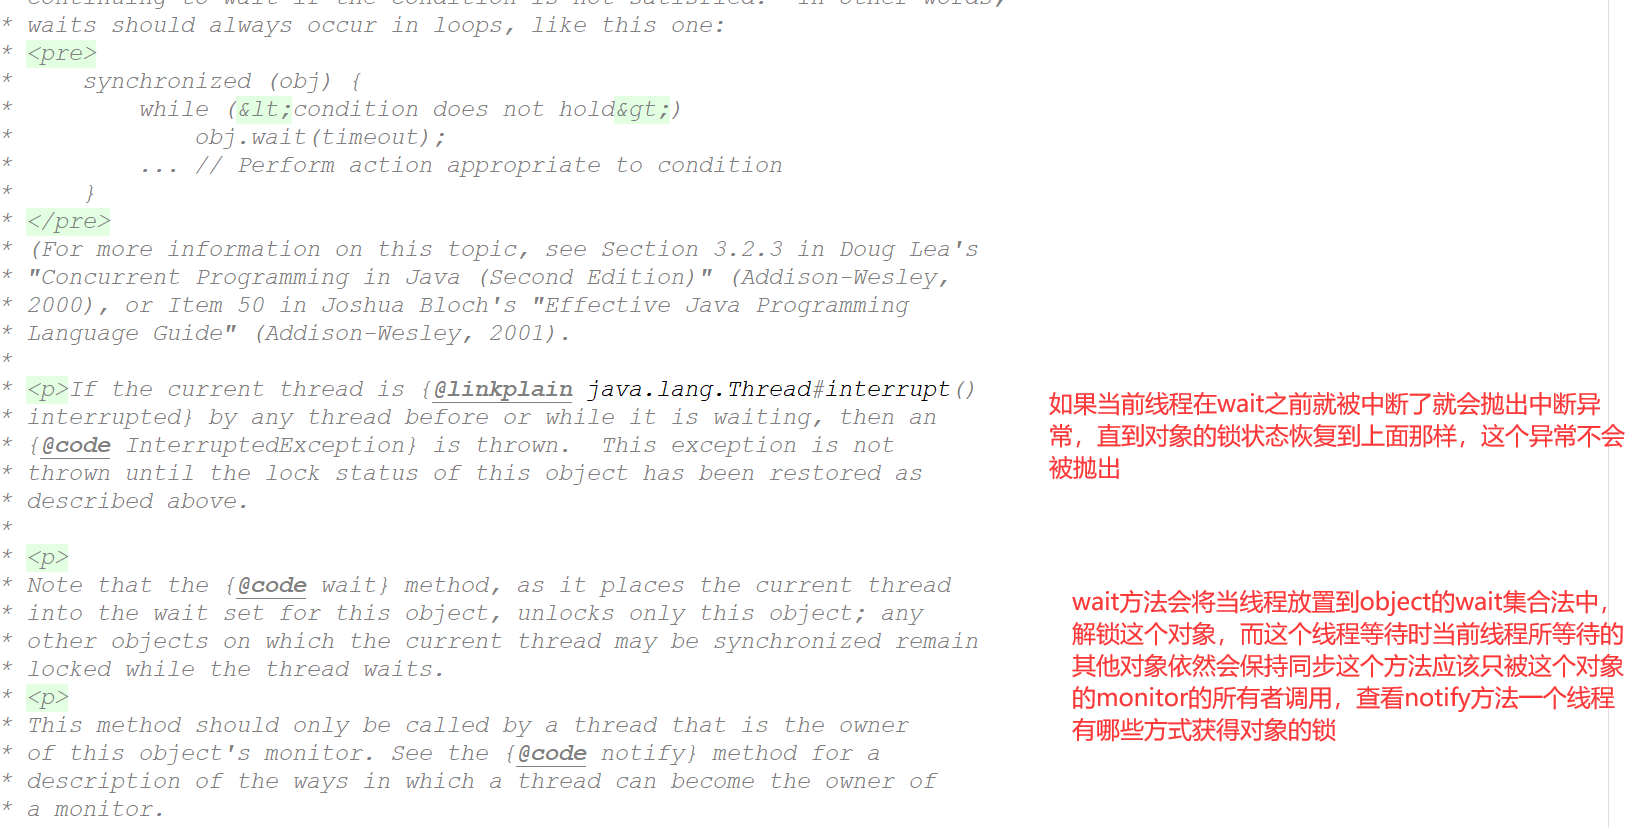 continuing to wait if the condition is not satisfied.  In other words,
* waits should always occur in loops, like this one:
* <pre>
*     synchronized (obj) {
*         while (&lt;condition does not hold&gt;)
*             obj.wait(timeout);
*         ... // Perform action appropriate to condition
*     }
* </pre>
* (For more information on this topic, see Section 3.2.3 in Doug Lea's
* "Concurrent Programming in Java (Second Edition)" (Addison-Wesley,
* 2000), or Item 50 in Joshua Bloch's "Effective Java Programming
* Language Guide" (Addison-Wesley, 2001).
*
* <p>If the current thread is {@linkplain java.lang.Thread#interrupt()
* interrupted} by any thread before or while it is waiting, then an
* {@code InterruptedException} is thrown.  This exception is not
* thrown until the lock status of this object has been restored as
* described above.
*
* <p>
* Note that the {@code wait} method, as it places the current thread
* into the wait set for this object, unlocks only this object; any
* other objects on which the current thread may be synchronized remain
* locked while the thread waits.
* <p>
* This method should only be called by a thread that is the owner
* of this object's monitor. See the {@code notify} method for a
* description of the ways in which a thread can become the owner of
* a monitor.
如果当前线程在wait之前就被中断了就会抛出中断异
常，直到对象的锁状态恢复到上面那样，这个异常不会
被抛出
wait方法会将当线程放置到object的wait集合法中，
解锁这个对象，而这个线程等待时当前线程所等待的
其他对象依然会保持同步这个方法应该只被这个对象
的monitor的所有者调用，查看notify方法一个线程
有哪些方式获得对象的锁